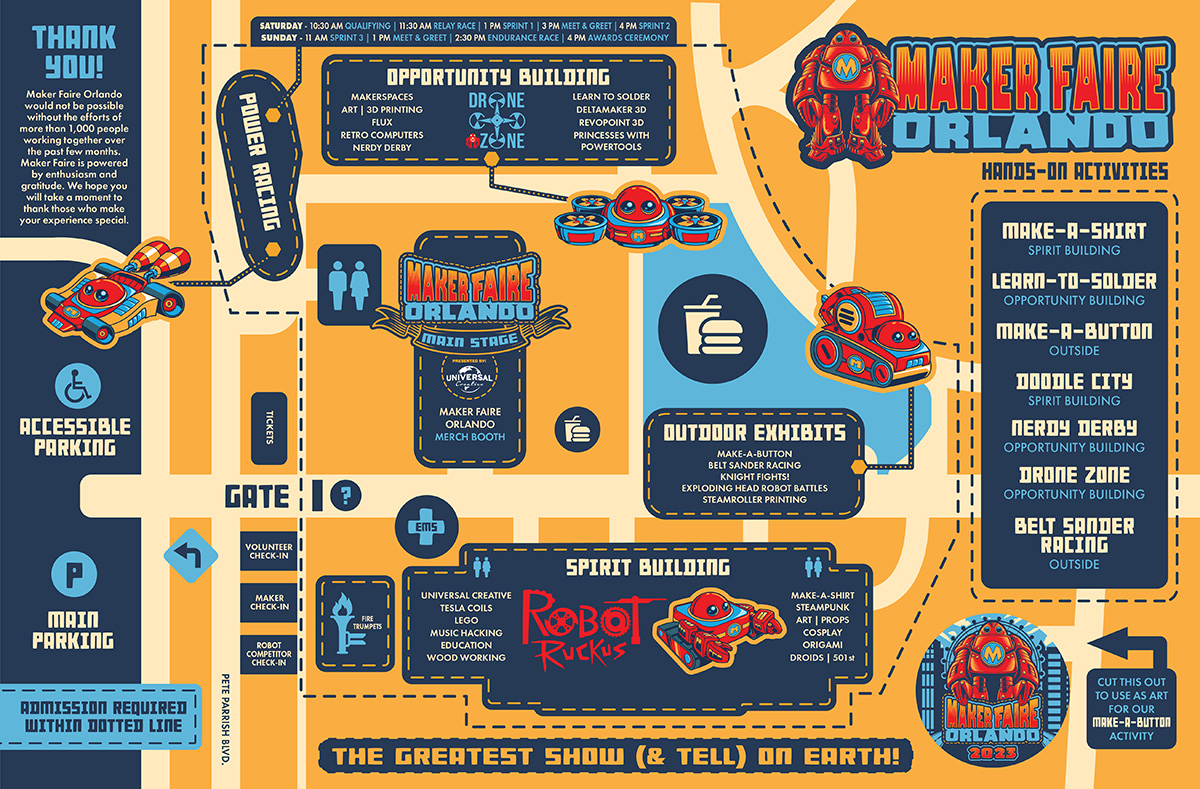 THANK
YOU!
Maker Faire Orlando
would not be possible
without the efforts of
more than 1,000 people
working together over
the past few months.
Maker Faire is powered
by enthusiasm and
gratitude. We hope you
will take a moment to
thank those who make
your experience special.
SATURDAY - 10:30 AM QUALIFYING | 11:30 AM RELAY RACE | 1 PM SPRINT 1 | 3 PM MEET & GREET | 4 PM SPRINT 2
SUNDAY - 11 AM SPRINT 3 | 1 PM MEET & GREET | 2:30 PM ENDURANCE RACE | 4 PM AWARDS CEREMONY
POWER RACING
OPPORTUNITY BUILDING
MAKERSPACES
ART | 3D PRINTING
FLUX
RETRO COMPUTERS
NERDY DERBY
DRONE
ZONE
LEARN TO SOLDER
DELTAMAKER 3D
REVOPOINT 3D
PRINCESSES WITH
POWERTOOLS
M
MAKER FAIRE
ORLANDO
HANDS-ON ACTIVITIES
MAKE-A-SHIRT
SPIRIT BUILDING
LEARN-TO-SOLDER
OPPORTUNITY BUILDING
MAKE-A-BUTTON
OUTSIDE
DOODLE CITY
SPIRIT BUILDING
NERDY DERBY
OPPORTUNITY BUILDING
DRONE ZONE
OPPORTUNITY BUILDING
BELT SANDER
RACING
OUTSIDE
MAKER FAIRE
ORLANDO
MAIN STAGE
PRESENTED BY:
UNIVERSAL
Creative
MAKER FAIRE
ORLANDO
MERCH BOOTH
ACCESSIBLE
PARKING
TICKETS
GATE
?
OUTDOOR EXHIBITS
MAKE-A-BUTTON
BELT SANDER RACING
KNIGHT FIGHTS!
EXPLODING HEAD ROBOT BATTLES
STEAMROLLER PRINTING
EMS
VOLUNTEER
CHECK-IN
MAKER
CHECK-IN
ROBOT
COMPETITOR
CHECK-IN
P
MAIN
PARKING
FIRE
TRUMPETS
SPIRIT BUILDING
UNIVERSAL CREATIVE
TESLA COILS
LEGO
MUSIC HACKING
EDUCATION
WOOD WORKING
ROBOT
RUCKUS
MAKE-A-SHIRT
STEAMPUNK
ART | PROPS
COSPLAY
ORIGAMI
DROIDS | 501st
ADMISSION REQUIRED
WITHIN DOTTED LINE
PETE PARRISH BLVD.
THE GREATEST SHOW (& TELL) ON EARTH!
M
MAKER FAIRE
ORLANDO
2023
CUT THIS OUT
TO USE AS ART
FOR OUR
MAKE-A-BUTTON
ACTIVITY